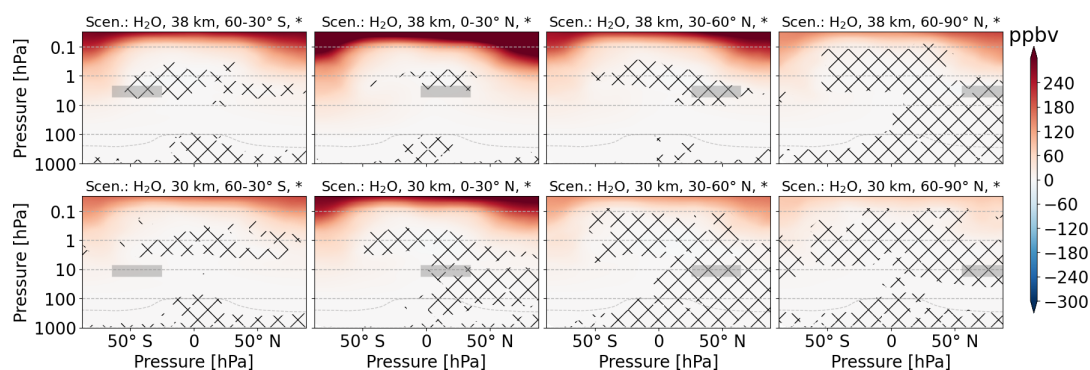 Scen.: H₂O, 38 km, 60-30° S, *
Scen.: H₂O, 38 km, 0-30° N, *
Scen.: H₂O, 38 km, 30-60° N, *
Scen.: H₂O, 38 km, 60-90° N, *
ppbv
Pressure [hPa]
0.1
1
10
100
1000
240
180
120
60
0
−60
−120
−180
−240
−300
Scen.: H₂O, 30 km, 60-30° S, *
Scen.: H₂O, 30 km, 0-30° N, *
Scen.: H₂O, 30 km, 30-60° N, *
Scen.: H₂O, 30 km, 60-90° N, *
Pressure [hPa]
0.1
1
10
100
1000
50° S 0 50° N
50° S 0 50° N
50° S 0 50° N
50° S 0 50° N
Pressure [hPa]
Pressure [hPa]
Pressure [hPa]
Pressure [hPa]